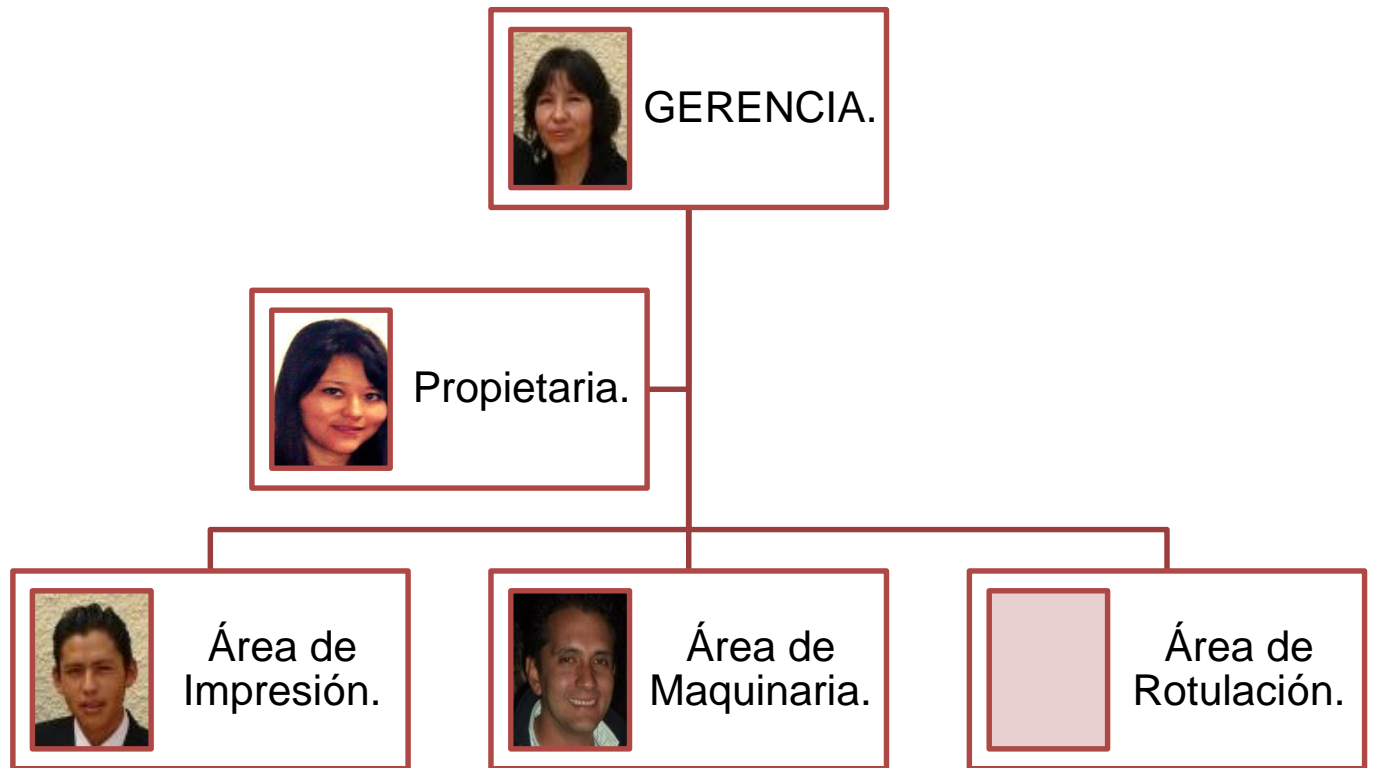 GERENCIA.
Propietaria.
Área de
Impresión.
Área de
Maquinaria.
Área de
Rotulación.